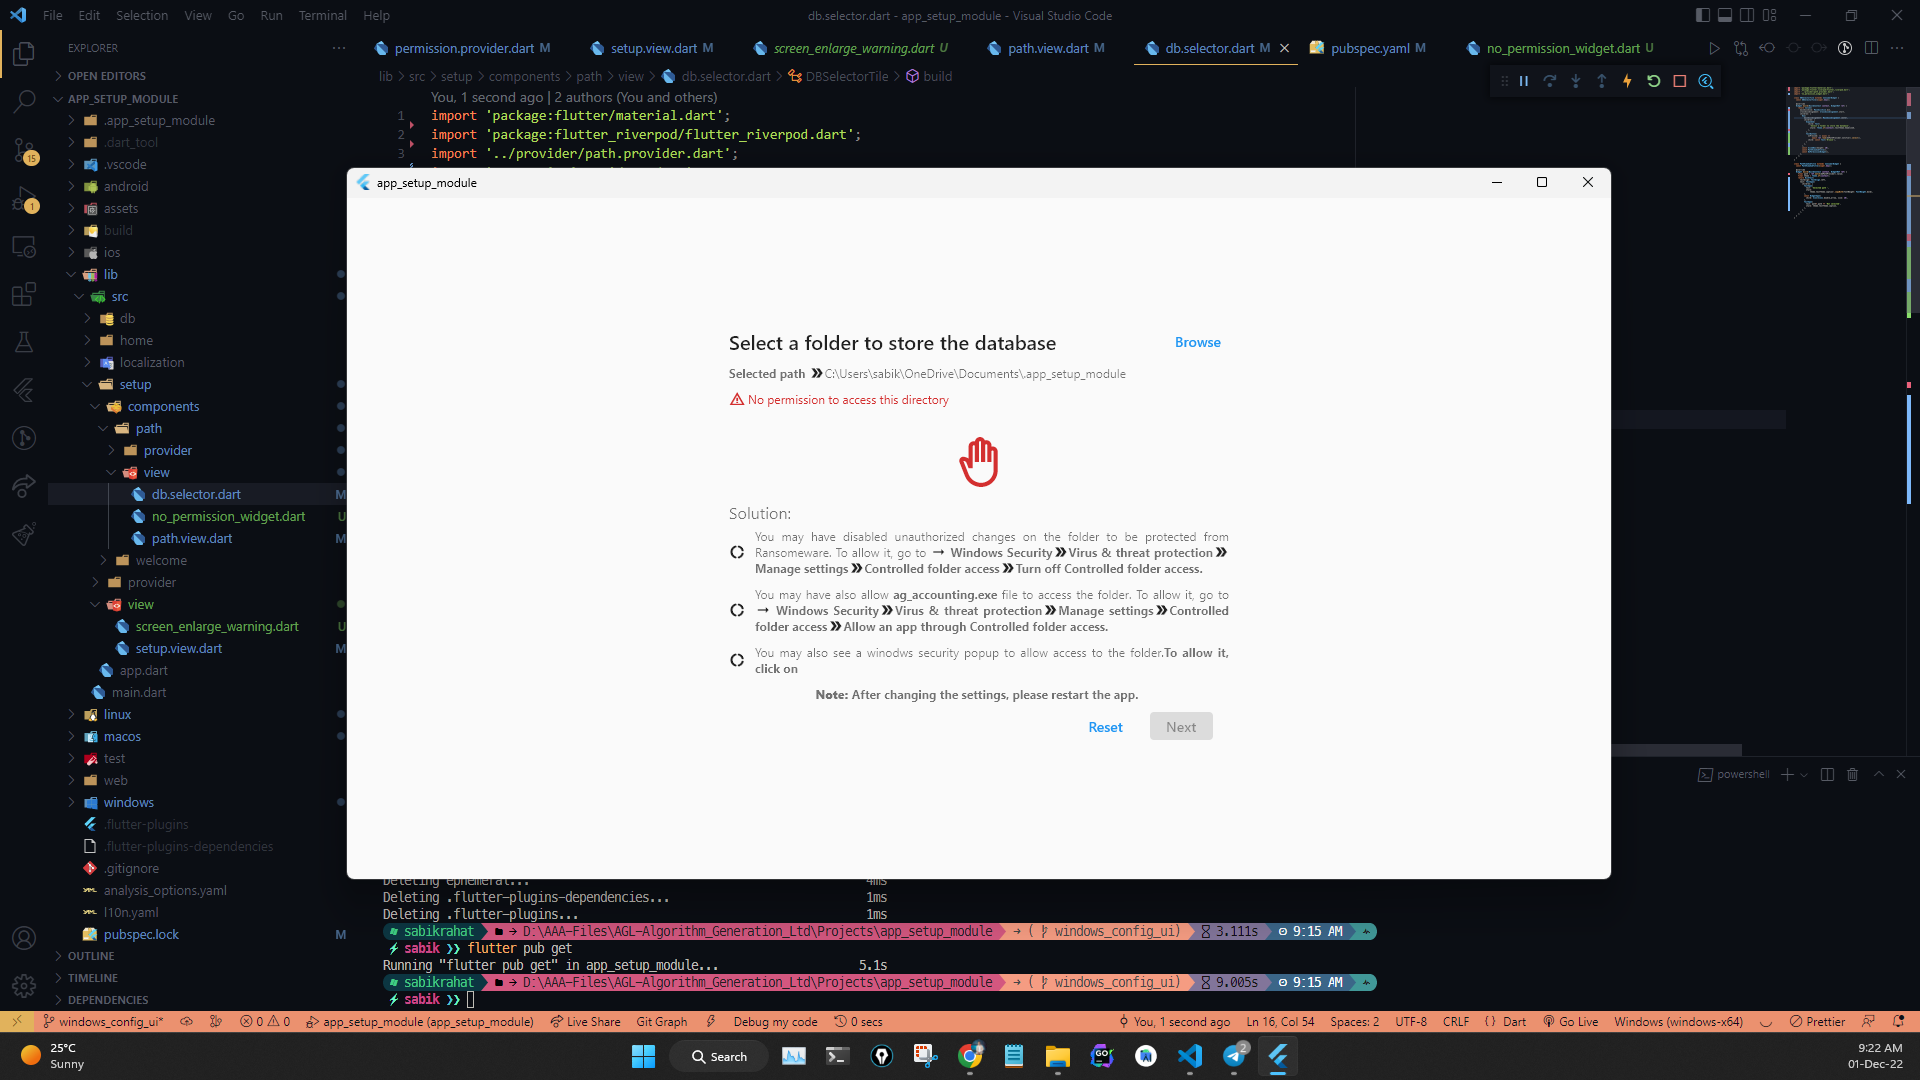 File Edit Selection View Go Run Terminal Help
db.selector.dart - app_setup_module - Visual Studio Code
EXPLORER
permission.provider.dart M
setup.view.dart M
screen_enlarge_warning.dart U
path.view.dart M
db.selector.dart M
pubspec.yaml M
no_permission_widget.dart U
lib > src > setup > components > path > view > db.selector.dart > DBSelectorTile > build
OPEN EDITORS
APP_SETUP_MODULE
.app_setup_module
.dart_tool
.vscode
android
assets
build
ios
lib
src
db
home
localization
setup
components
path
provider
view
db.selector.dart M
no_permission_widget.dart U
path.view.dart M
welcome
provider
view
screen_enlarge_warning.dart U
setup.view.dart M
app.dart
main.dart
linux
macos
test
web
windows
.flutter-plugins
.flutter-plugins-dependencies
.gitignore
analysis_options.yaml
l10n.yaml
pubspec.lock M
OUTLINE
TIMELINE
DEPENDENCIES
15
1
You, 1 second ago | 2 authors (You and others)
1 import 'package:flutter/material.dart';
2 import 'package:flutter_riverpod/flutter_riverpod.dart';
3 import '../provider/path.provider.dart';
app_setup_module
Select a folder to store the database
Browse
Selected path C:\Users\sabik\OneDrive\Documents\.app_setup_module
No permission to access this directory
Solution:
You may have disabled unauthorized changes on the folder to be protected from
Ransomeware. To allow it, go to → Windows Security Virus & threat protection
Manage settings Controlled folder access Turn off Controlled folder access.
You may have also allow ag_accounting.exe file to access the folder. To allow it, go to
→ Windows Security Virus & threat protection Manage settings Controlled
folder access Allow an app through Controlled folder access.
You may also see a winodws security popup to allow access to the folder.To allow it,
click on
Note: After changing the settings, please restart the app.
Reset Next
powershell
Deleting ephemeral... 4ms
Deleting .flutter-plugins-dependencies... 1ms
Deleting .flutter-plugins... 1ms
sabikrahat → D:\AAA-Files\AGL-Algorithm_Generation_Ltd\Projects\app_setup_module → ( windows_config_ui) 3.111s 9:15 AM
sabik ❯❯ flutter pub get
Running "flutter pub get" in app_setup_module... 5.1s
sabikrahat → D:\AAA-Files\AGL-Algorithm_Generation_Ltd\Projects\app_setup_module → ( windows_config_ui) 9.005s 9:15 AM
sabik ❯❯
windows_config_ui* 0 0 app_setup_module (app_setup_module) Live Share Git Graph Debug my code 0 secs You, 1 second ago Ln 16, Col 54 Spaces: 2 UTF-8 CRLF { } Dart Go Live Windows (windows-x64) Prettier
25°C
Sunny
Search
GO
2
9:22 AM
01-Dec-22